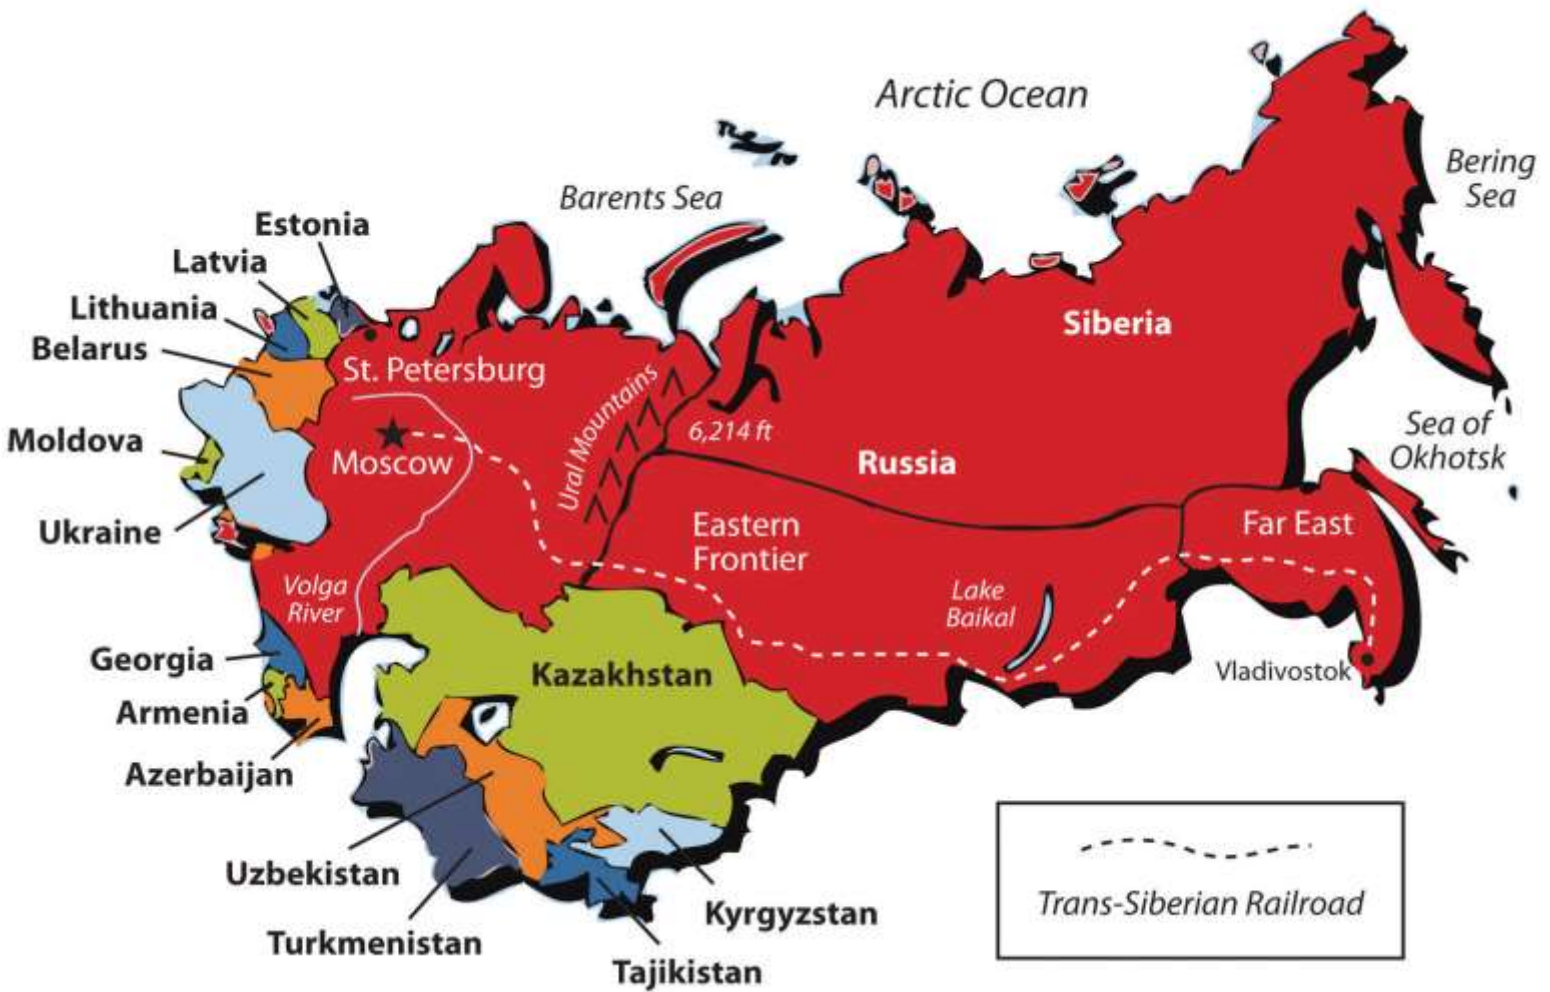 Arctic Ocean
Bering
Sea
Barents Sea
Estonia
Latvia
Lithuania
Belarus
Siberia
St. Petersburg
Ural Mountains
6,214 ft
Moldova
Moscow
Russia
Sea of
Okhotsk
Ukraine
Eastern
Frontier
Far East
Volga
River
Lake
Baikal
Georgia
Kazakhstan
Vladivostok
Armenia
Azerbaijan
Uzbekistan
Turkmenistan
Kyrgyzstan
Tajikistan
Trans-Siberian Railroad